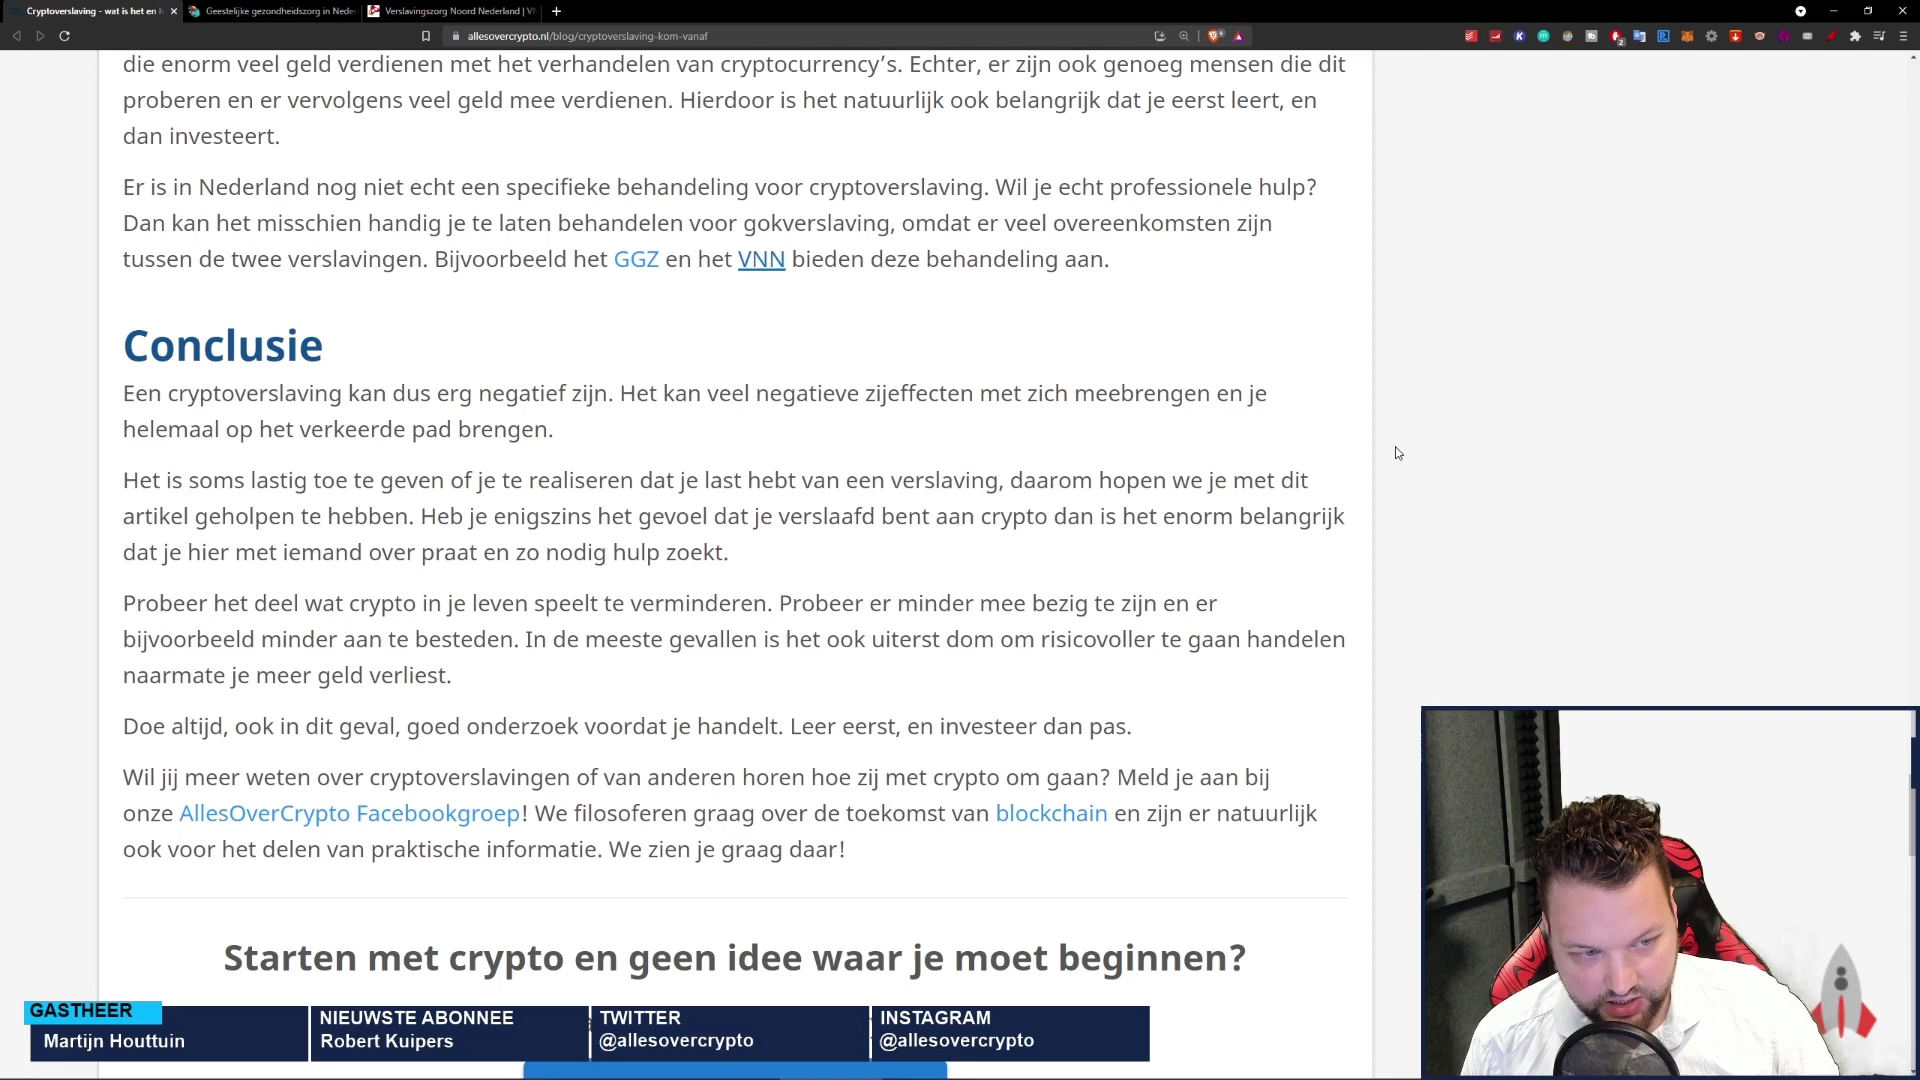 Cryptoverslaving - wat is het en h
Geestelijke gezondheidszorg in Nede
Verslavingszorg Noord Nederland | V
allesovercrypto.nl/blog/cryptoverslaving-kom-vanaf
die enorm veel geld verdienen met het verhandelen van cryptocurrency’s. Echter, er zijn ook genoeg mensen die dit
proberen en er vervolgens veel geld mee verdienen. Hierdoor is het natuurlijk ook belangrijk dat je eerst leert, en
dan investeert.
Er is in Nederland nog niet echt een specifieke behandeling voor cryptoverslaving. Wil je echt professionele hulp?
Dan kan het misschien handig je te laten behandelen voor gokverslaving, omdat er veel overeenkomsten zijn
tussen de twee verslavingen. Bijvoorbeeld het GGZ en het VNN bieden deze behandeling aan.
Conclusie
Een cryptoverslaving kan dus erg negatief zijn. Het kan veel negatieve zijeffecten met zich meebrengen en je
helemaal op het verkeerde pad brengen.
Het is soms lastig toe te geven of je te realiseren dat je last hebt van een verslaving, daarom hopen we je met dit
artikel geholpen te hebben. Heb je enigszins het gevoel dat je verslaafd bent aan crypto dan is het enorm belangrijk
dat je hier met iemand over praat en zo nodig hulp zoekt.
Probeer het deel wat crypto in je leven speelt te verminderen. Probeer er minder mee bezig te zijn en er
bijvoorbeeld minder aan te besteden. In de meeste gevallen is het ook uiterst dom om risicovoller te gaan handelen
naarmate je meer geld verliest.
Doe altijd, ook in dit geval, goed onderzoek voordat je handelt. Leer eerst, en investeer dan pas.
Wil jij meer weten over cryptoverslavingen of van anderen horen hoe zij met crypto om gaan? Meld je aan bij
onze AllesOverCrypto Facebookgroep! We filosoferen graag over de toekomst van blockchain en zijn er natuurlijk
ook voor het delen van praktische informatie. We zien je graag daar!
Starten met crypto en geen idee waar je moet beginnen?
GASTHEER
Martijn Houttuin
NIEUWSTE ABONNEE
Robert Kuipers
TWITTER
@allesovercrypto
INSTAGRAM
@allesovercrypto